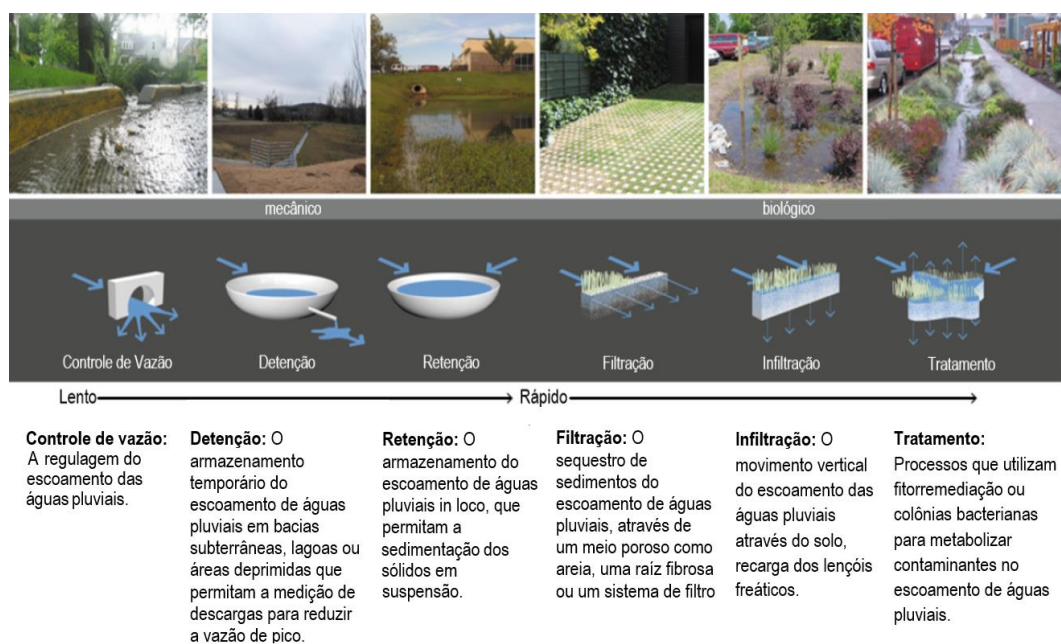 mecânico
biológico
Controle de Vazão
Detenção
Retenção
Filtração
Infiltração
Tratamento
Lento
Rápido
Controle de vazão:
A regulagem do
escoamento das
águas pluviais.
Detenção: O
armazenamento
temporário do
escoamento de águas
pluviais em bacias
subterrâneas, lagoas ou
áreas deprimidas que
permitam a medição de
descargas para reduzir
a vazão de pico.
Retenção: O
armazenamento do
escoamento de águas
pluviais in loco, que
permitam a
sedimentação dos
sólidos em
suspensão.
Filtração: O
sequestro de
sedimentos do
escoamento de águas
pluviais, através de
um meio poroso como
areia, uma raíz fibrosa
ou um sistema de filtro
Infiltração: O
movimento vertical
do escoamento das
águas pluviais
através do solo,
recarga dos lençóis
freáticos.
Tratamento:
Processos que utilizam
fitorremediação ou
colônias bacterianas
para metabolizar
contaminantes no
escoamento de águas
pluviais.